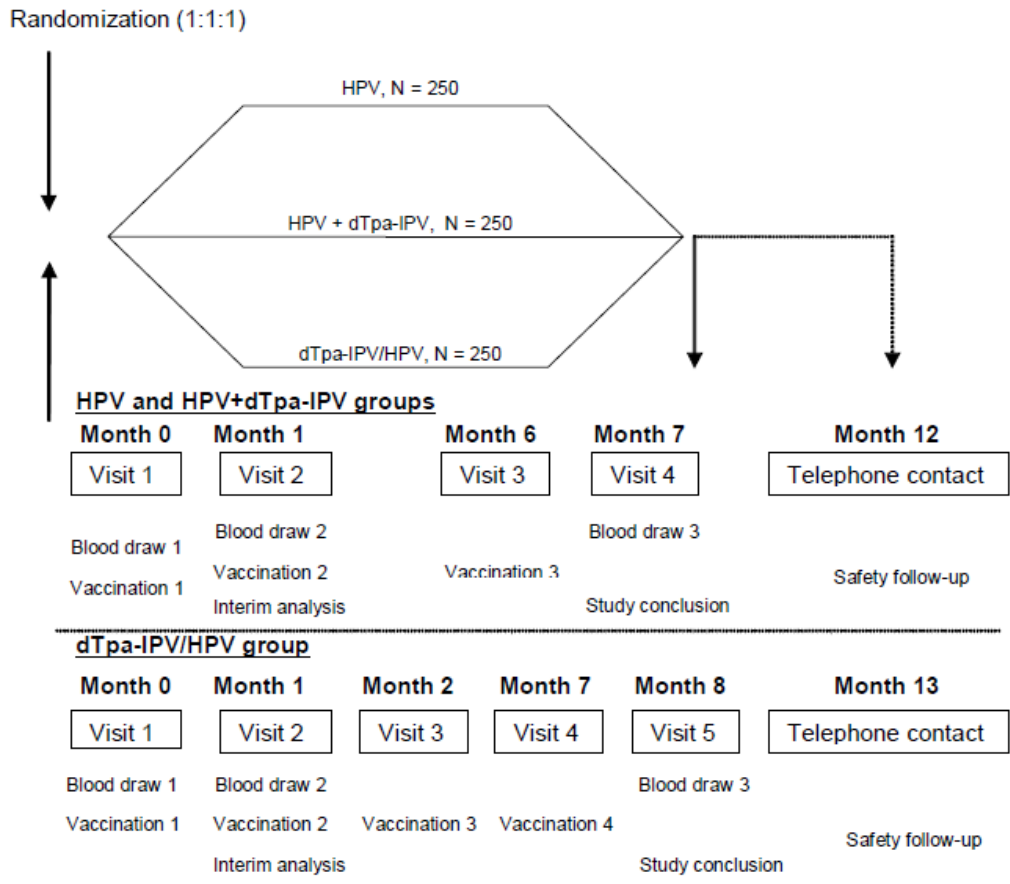 Randomization (1:1:1)
HPV, N = 250
HPV + dTpa-IPV, N = 250
dTpa-IPV/HPV, N = 250
HPV and HPV+dTpa-IPV groups
Month 0 Month 1 Month 6 Month 7 Month 12
Visit 1 Visit 2 Visit 3 Visit 4 Telephone contact
Blood draw 1 Blood draw 2 Blood draw 3
Vaccination 1 Vaccination 2 Vaccination 3 Safety follow-up
Interim analysis Study conclusion
dTpa-IPV/HPV group
Month 0 Month 1 Month 2 Month 7 Month 8 Month 13
Visit 1 Visit 2 Visit 3 Visit 4 Visit 5 Telephone contact
Blood draw 1 Blood draw 2 Blood draw 3
Vaccination 1 Vaccination 2 Vaccination 3 Vaccination 4 Safety follow-up
Interim analysis Study conclusion